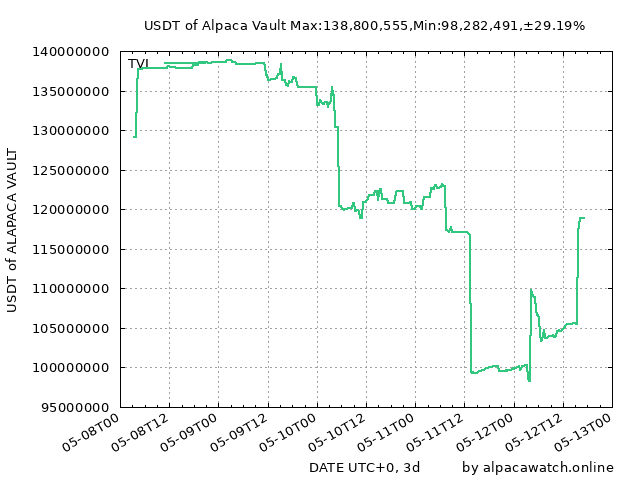 USDT of Alpaca Vault Max:138,800,555,Min:98,282,491,±29.19%
140000000
TVL
135000000
130000000
125000000
120000000
115000000
110000000
105000000
100000000
95000000
USDT of ALAPACA VAULT
05-08T00
05-08T12
05-09T00
05-09T12
05-10T00
05-10T12
05-11T00
05-11T12
05-12T00
05-12T12
05-13T00
DATE UTC+0, 3d
by alpacawatch.online